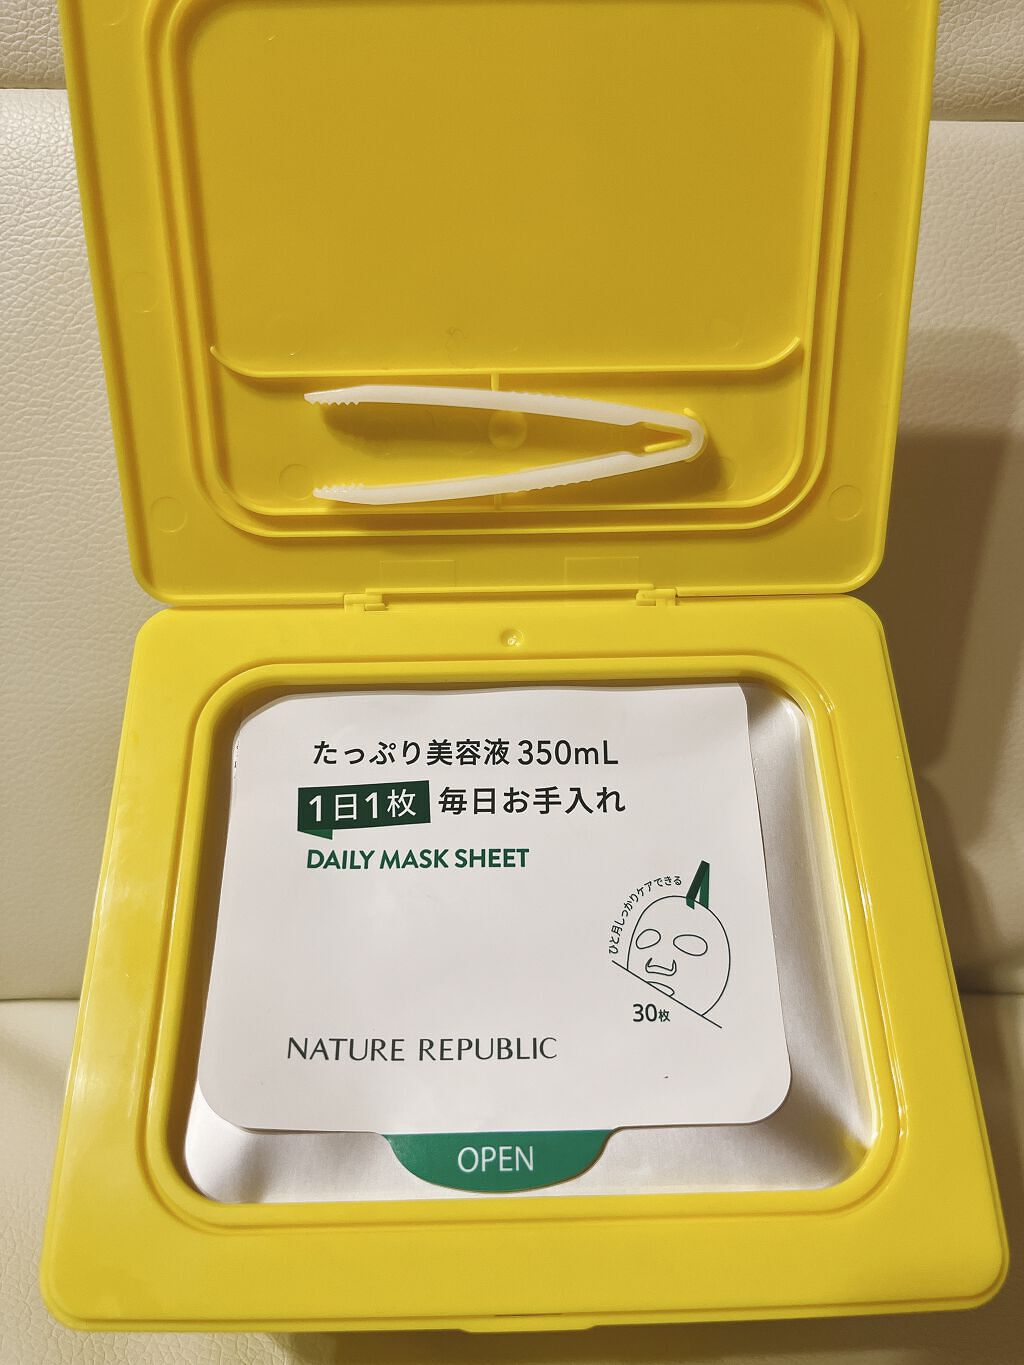 たっぷり美容液 350mL
1日1枚 毎日お手入れ
DAILY MASK SHEET
ひと月しっかりケアできる
30枚
NATURE REPUBLIC
OPEN